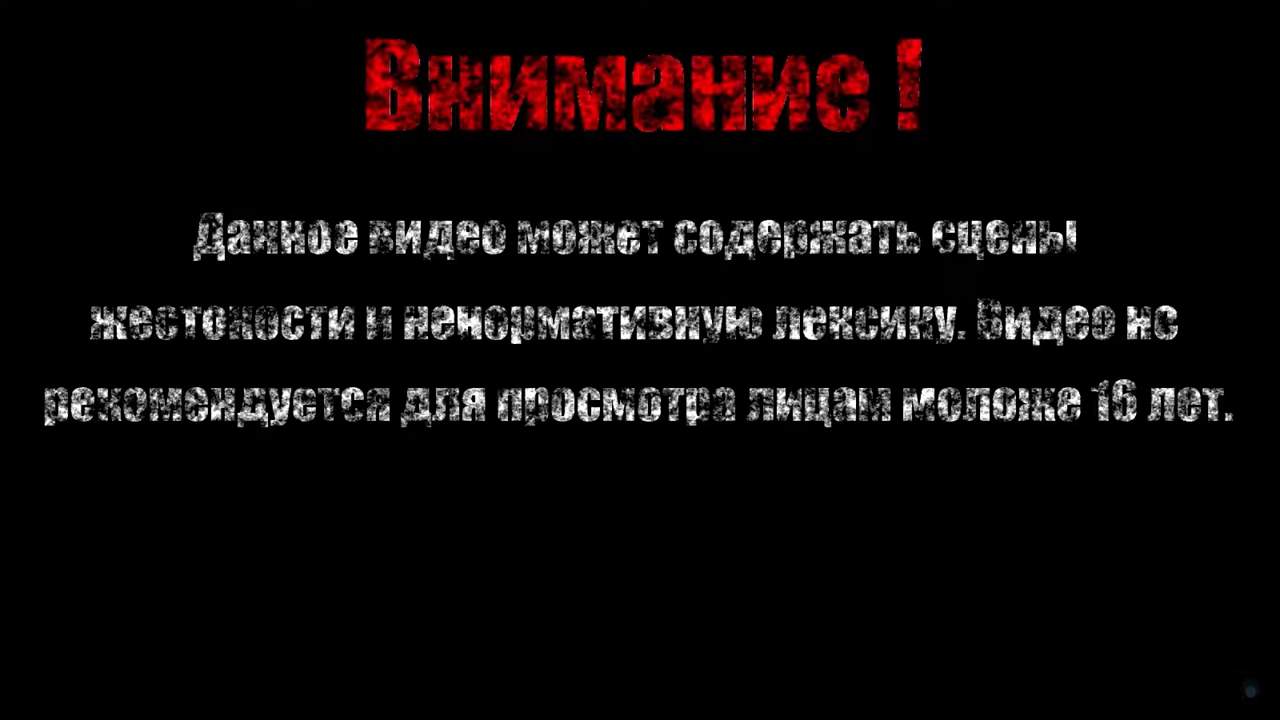 Внимание !
Данное видео может содержать сцены
жестокости и ненормативную лексику. Видео не
рекомендуется для просмотра лицам моложе 16 лет.